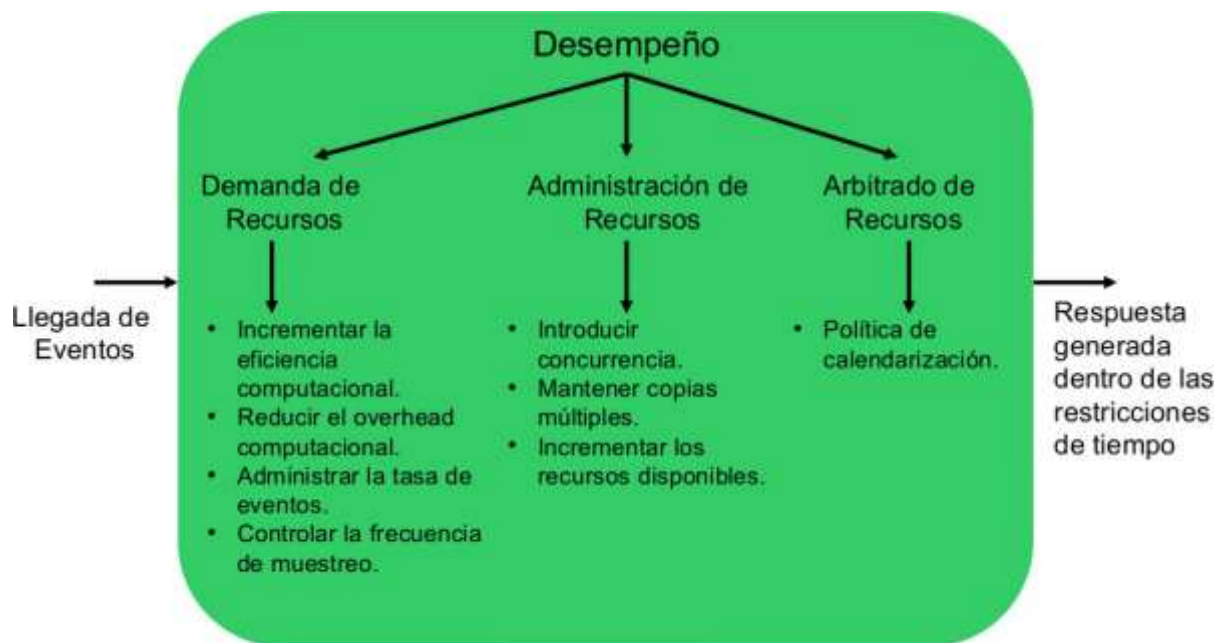 Desempeño
Demanda de
Recursos
Administración de
Recursos
Arbitrado de
Recursos
Llegada de
Eventos
• Incrementar la
eficiencia
computacional.
• Reducir el overhead
computacional.
• Administrar la tasa de
eventos.
• Controlar la frecuencia
de muestreo.
• Introducir
concurrencia.
• Mantener copias
múltiples.
• Incrementar los
recursos disponibles.
• Política de
calendarización.
Respuesta
generada
dentro de las
restricciones
de tiempo